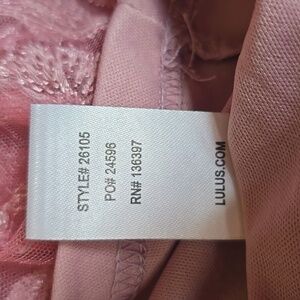 STYLE# 26105
PO# 24596
RN# 136397
LULUS.COM